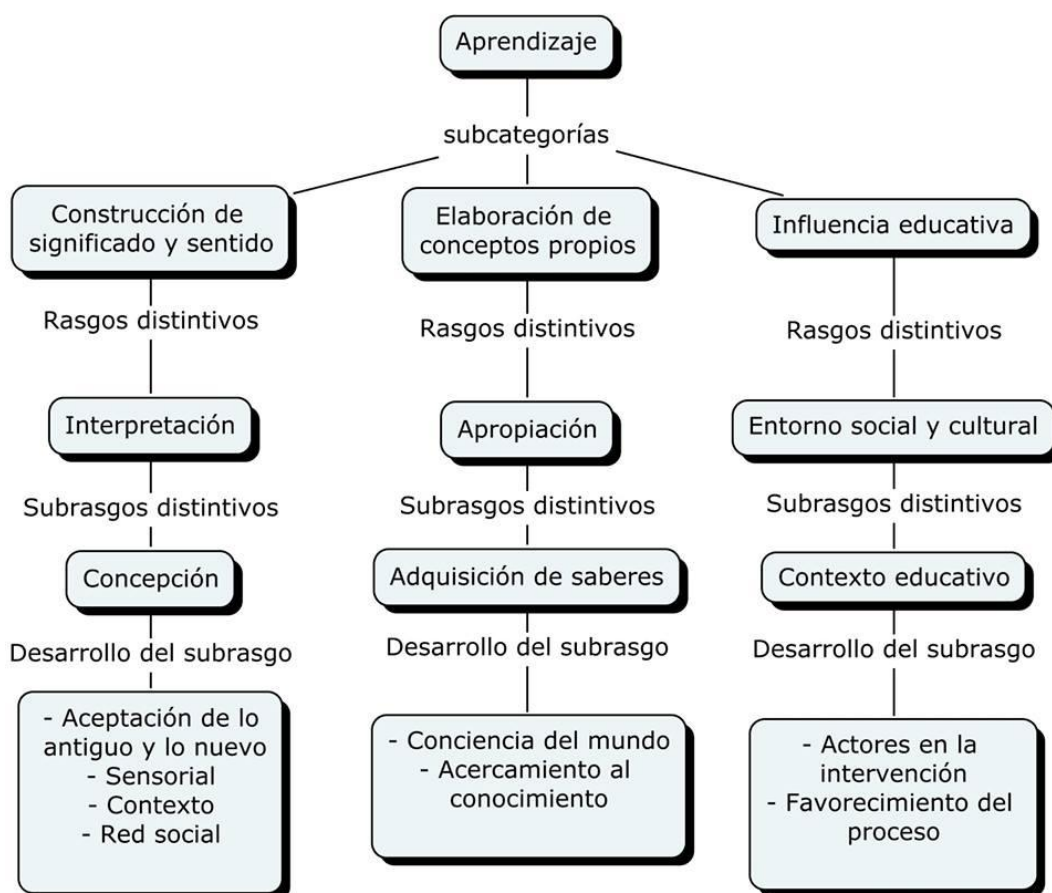 Aprendizaje
subcategorías
Construcción de
significado y sentido
Elaboración de
conceptos propios
Influencia educativa
Rasgos distintivos
Rasgos distintivos
Rasgos distintivos
Interpretación
Apropiación
Entorno social y cultural
Subrasgos distintivos
Subrasgos distintivos
Subrasgos distintivos
Concepción
Adquisición de saberes
Contexto educativo
Desarrollo del subrasgo
Desarrollo del subrasgo
Desarrollo del subrasgo
- Aceptación de lo
antiguo y lo nuevo
- Sensorial
- Contexto
- Red social
- Conciencia del mundo
- Acercamiento al
conocimiento
- Actores en la
intervención
- Favorecimiento del
proceso